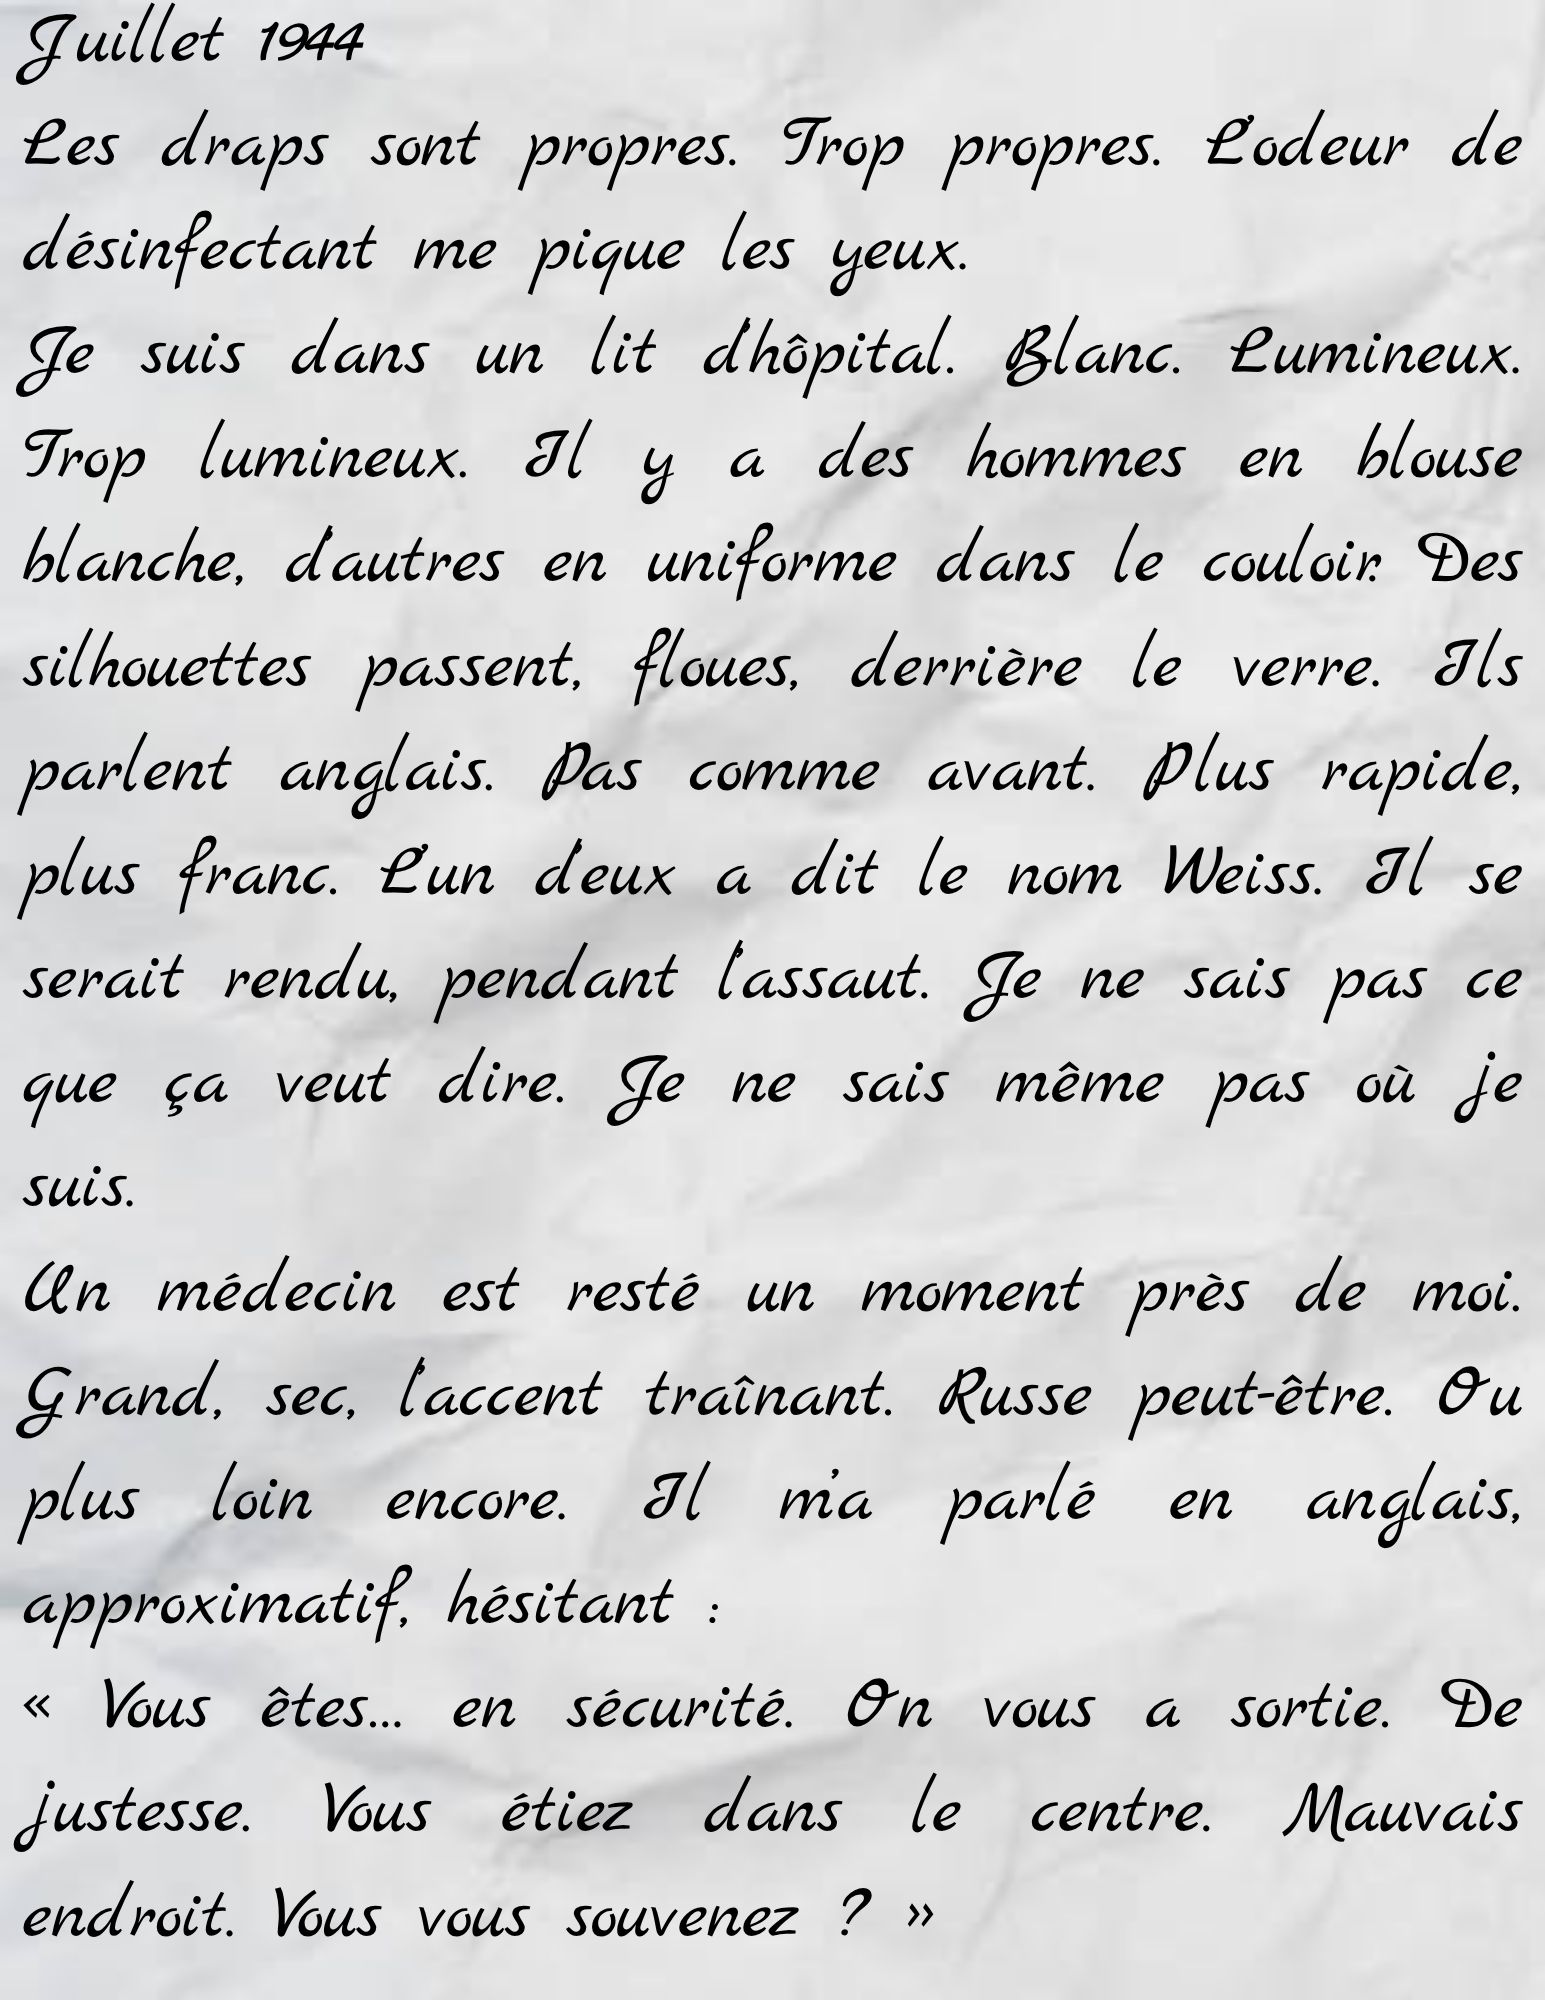 Juillet 1944
Les draps sont propres. Trop propres. L'odeur de
désinfectant me pique les yeux.
Je suis dans un lit d'hôpital. Blanc. Lumineux.
Trop lumineux. Il y a des hommes en blouse
blanche, d'autres en uniforme dans le couloir. Des
silhouettes passent, floues, derrière le verre. Ils
parlent anglais. Pas comme avant. Plus rapide,
plus franc. L'un d'eux a dit le nom Weiss. Il se
serait rendu, pendant l'assaut. Je ne sais pas ce
que ça veut dire. Je ne sais même pas où je
suis.
Un médecin est resté un moment près de moi.
Grand, sec, l'accent traînant. Russe peut-être. Ou
plus loin encore. Il m'a parlé en anglais,
approximatif, hésitant :
« Vous êtes... en sécurité. On vous a sortie. De
justesse. Vous étiez dans le centre. Mauvais
endroit. Vous vous souvenez ? »